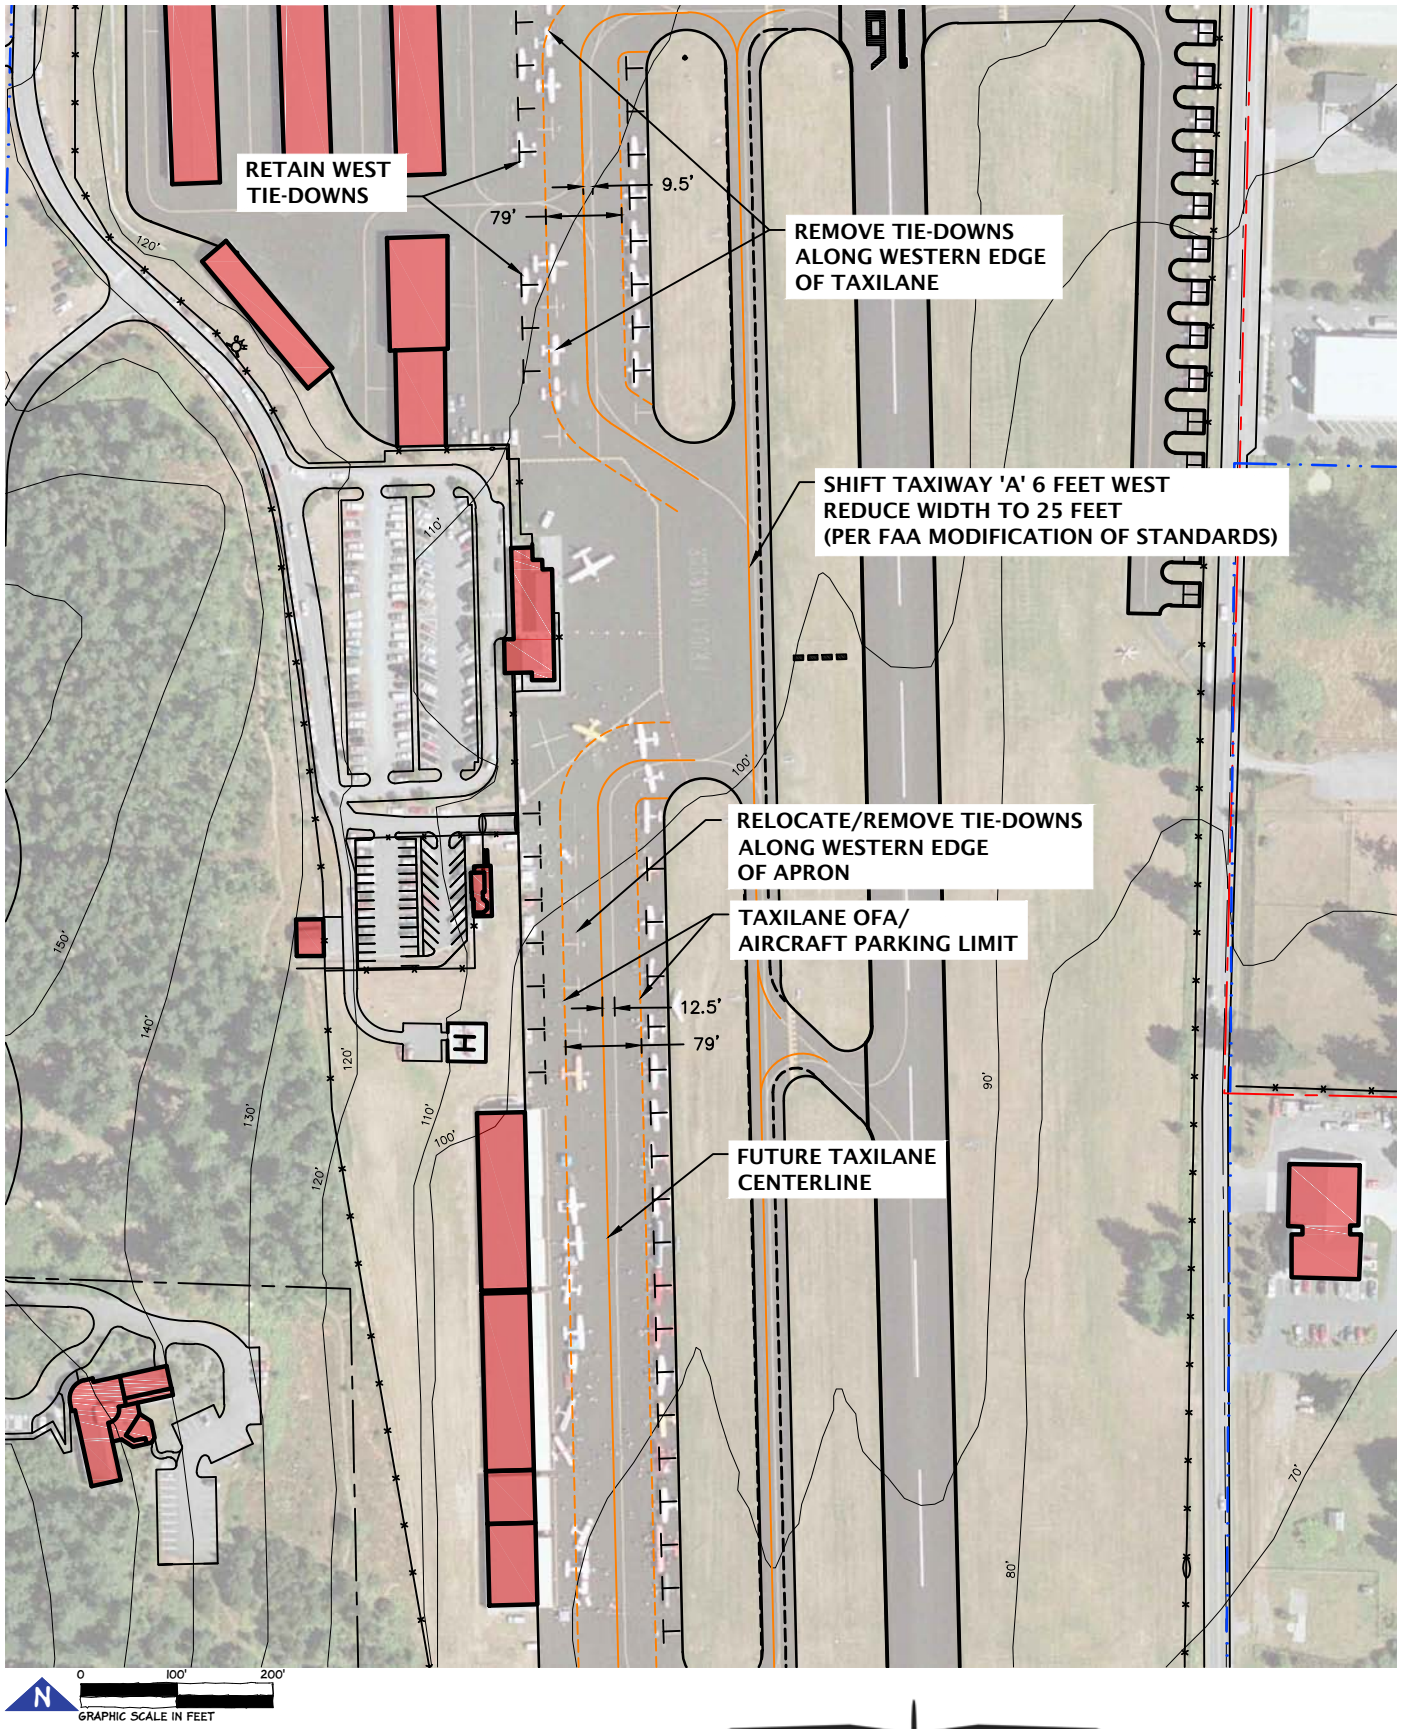 16
RETAIN WEST
TIE-DOWNS
9.5'
79'
REMOVE TIE-DOWNS
ALONG WESTERN EDGE
OF TAXILANE
120'
SHIFT TAXIWAY 'A' 6 FEET WEST
REDUCE WIDTH TO 25 FEET
(PER FAA MODIFICATION OF STANDARDS)
110'
100'
RELOCATE/REMOVE TIE-DOWNS
ALONG WESTERN EDGE
OF APRON
TAXILANE OFA/
AIRCRAFT PARKING LIMIT
150'
12.5'
140'
H
79'
120'
90'
130'
110'
100'
120'
FUTURE TAXILANE
CENTERLINE
70'
80'
N
0 100' 200'
GRAPHIC SCALE IN FEET